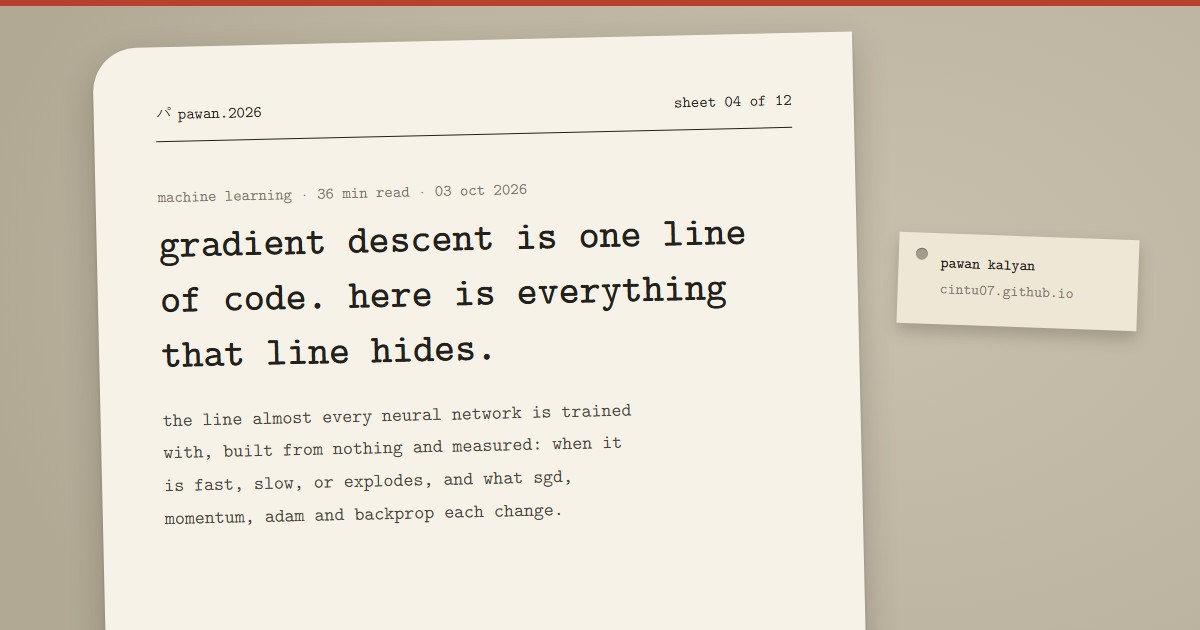 パ pawan.2026
sheet 04 of 12
machine learning · 36 min read · 03 oct 2026
gradient descent is one line
of code. here is everything
that line hides.
the line almost every neural network is trained
with, built from nothing and measured: when it
is fast, slow, or explodes, and what sgd,
momentum, adam and backprop each change.
pawan kalyan
cintu07.github.io